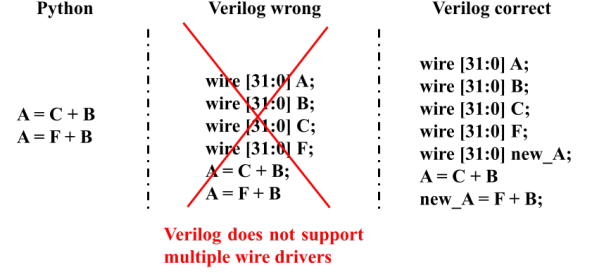 Python
A = C + B
A = F + B
Verilog wrong
wire [31:0] A;
wire [31:0] B;
wire [31:0] C;
wire [31:0] F;
A = C + B;
A = F + B
Verilog does not support
multiple wire drivers
Verilog correct
wire [31:0] A;
wire [31:0] B;
wire [31:0] C;
wire [31:0] F;
wire [31:0] new_A;
A = C + B
new_A = F + B;